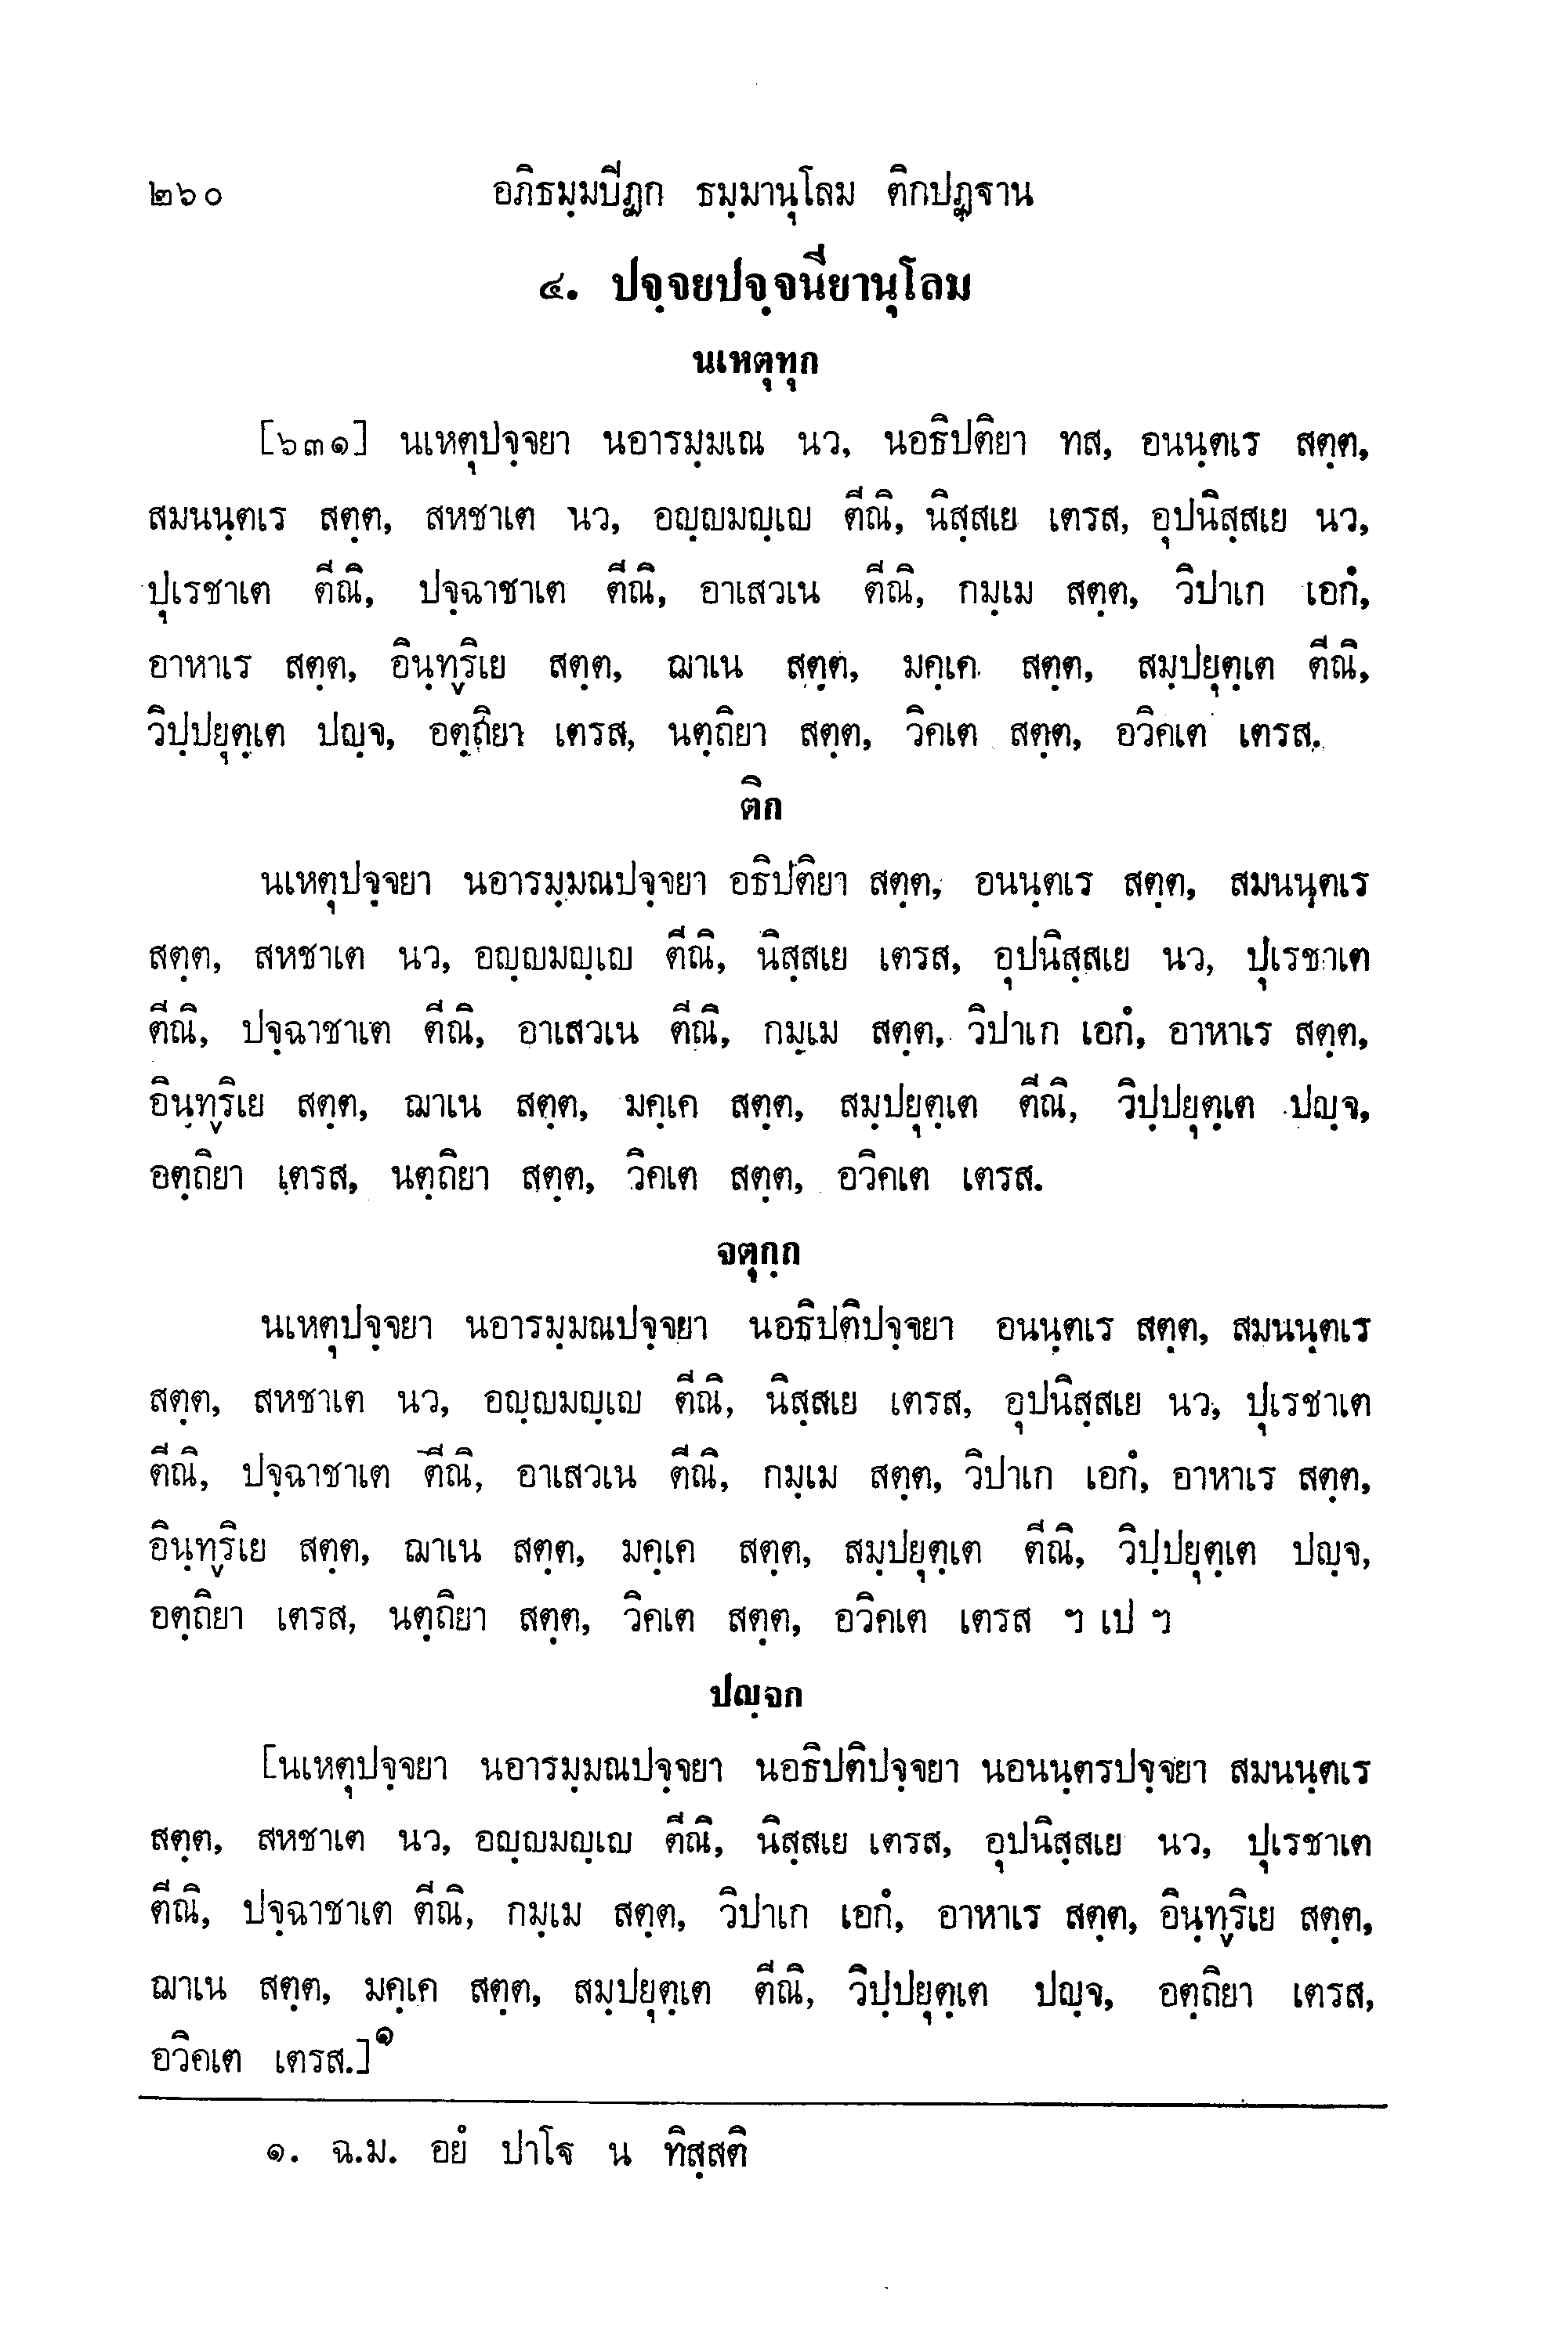 ๒๖๐ อภิธมฺมปีฏก ธมฺมานุโลม ติกปฏฺฐาน
๔. ปจฺจยปจฺจนียานุโลม
นเหตุทุก
[๖๓๑] นเหตุปจฺจยา นอารมฺมเณ นว, นอธิปติยา ทส, อนนฺตเร สตฺต,
สมนนฺตเร สตฺต, สหชาเต นว, อญฺญมญฺเญ ตีณิ, นิสฺสเย เตรส, อุปนิสฺสเย นว,
ปุเรชาเต ตีณิ, ปจฺฉาชาเต ตีณิ, อาเสวเน ตีณิ, กมฺเม สตฺต, วิปาเก เอกํ,
อาหาเร สตฺต, อินฺทฺริเย สตฺต, ฌาเน สตฺต, มคฺเค สตฺต, สมฺปยุตฺเต ตีณิ,
วิปฺปยุตฺเต ปญฺจ, อตฺถิยา เตรส, นตฺถิยา สตฺต, วิคเต สตฺต, อวิคเต เตรส.
ติก
นเหตุปจฺจยา นอารมฺมณปจฺจยา อธิปติยา สตฺต, อนนฺตเร สตฺต, สมนนฺตเร
สตฺต, สหชาเต นว, อญฺญมญฺเญ ตีณิ, นิสฺสเย เตรส, อุปนิสฺสเย นว, ปุเรชาเต
ตีณิ, ปจฺฉาชาเต ตีณิ, อาเสวเน ตีณิ, กมฺเม สตฺต, วิปาเก เอกํ, อาหาเร สตฺต,
อินฺทฺริเย สตฺต, ฌาเน สตฺต, มคฺเค สตฺต, สมฺปยุตฺเต ตีณิ, วิปฺปยุตฺเต ปญฺจ,
อตฺถิยา เตรส, นตฺถิยา สตฺต, วิคเต สตฺต, อวิคเต เตรส.
จตุกฺก
นเหตุปจฺจยา นอารมฺมณปจฺจยา นอธิปติปจฺจยา อนนฺตเร สตฺต, สมนนฺตเร
สตฺต, สหชาเต นว, อญฺญมญฺเญ ตีณิ, นิสฺสเย เตรส, อุปนิสฺสเย นว, ปุเรชาเต
ตีณิ, ปจฺฉาชาเต ตีณิ, อาเสวเน ตีณิ, กมฺเม สตฺต, วิปาเก เอกํ, อาหาเร สตฺต,
อินฺทฺริเย สตฺต, ฌาเน สตฺต, มคฺเค สตฺต, สมฺปยุตฺเต ตีณิ, วิปฺปยุตฺเต ปญฺจ,
อตฺถิยา เตรส, นตฺถิยา สตฺต, วิคเต สตฺต, อวิคเต เตรส ฯ เป ฯ
ปญฺจก
[นเหตุปจฺจยา นอารมฺมณปจฺจยา นอธิปติปจฺจยา นอนนฺตรปจฺจยา สมนนฺตเร
สตฺต, สหชาเต นว, อญฺญมญฺเญ ตีณิ, นิสฺสเย เตรส, อุปนิสฺสเย นว, ปุเรชาเต
ตีณิ, ปจฺฉาชาเต ตีณิ, กมฺเม สตฺต, วิปาเก เอกํ, อาหาเร สตฺต, อินฺทฺริเย สตฺต,
ฌาเน สตฺต, มคฺเค สตฺต, สมฺปยุตฺเต ตีณิ, วิปฺปยุตฺเต ปญฺจ, อตฺถิยา เตรส,
อวิคเต เตรส.]๑
๑. ฉ.ม. อยํ ปาโฐ น ทิสฺสติ